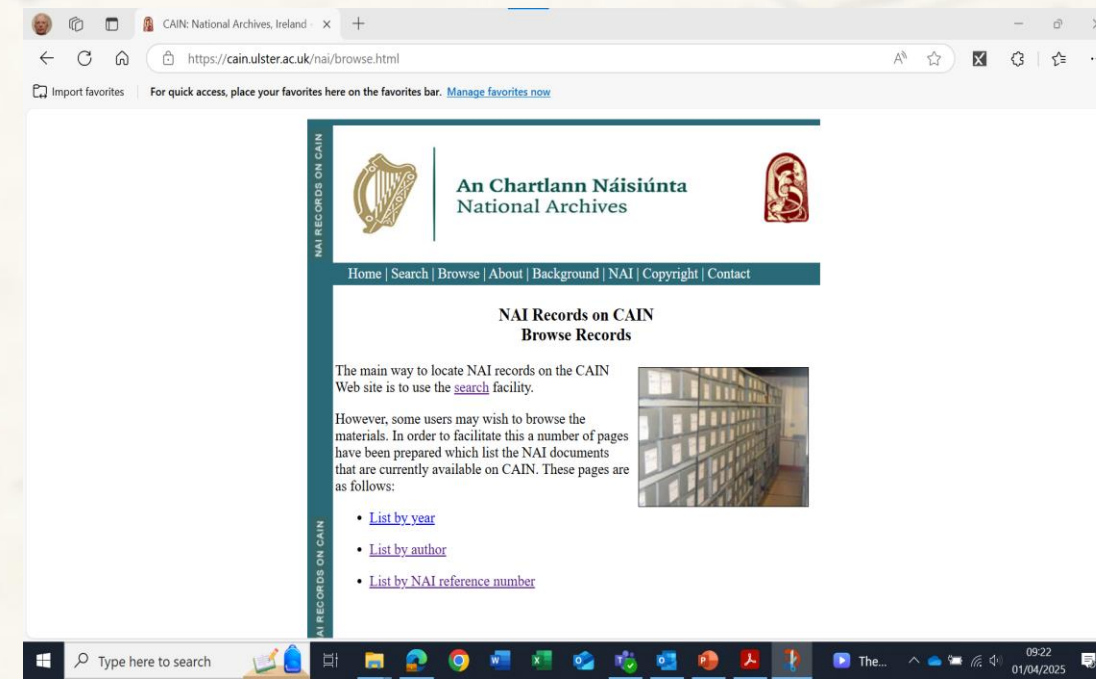 CAIN: National Archives, Ireland -
https://cain.ulster.ac.uk/nai/browse.html
Import favorites
For quick access, place your favorites here on the favorites bar. Manage favorites now
NAI RECORDS ON CAIN
An Chartlann Náisiúnta
National Archives
Home | Search | Browse | About | Background | NAI | Copyright | Contact
NAI Records on CAIN
Browse Records
The main way to locate NAI records on the CAIN
Web site is to use the search facility.
However, some users may wish to browse the
materials. In order to facilitate this a number of pages
have been prepared which list the NAI documents
that are currently available on CAIN. These pages are
as follows:
• List by year
• List by author
• List by NAI reference number
AI RECORDS ON CAIN
Type here to search
The...
09:22
01/04/2025